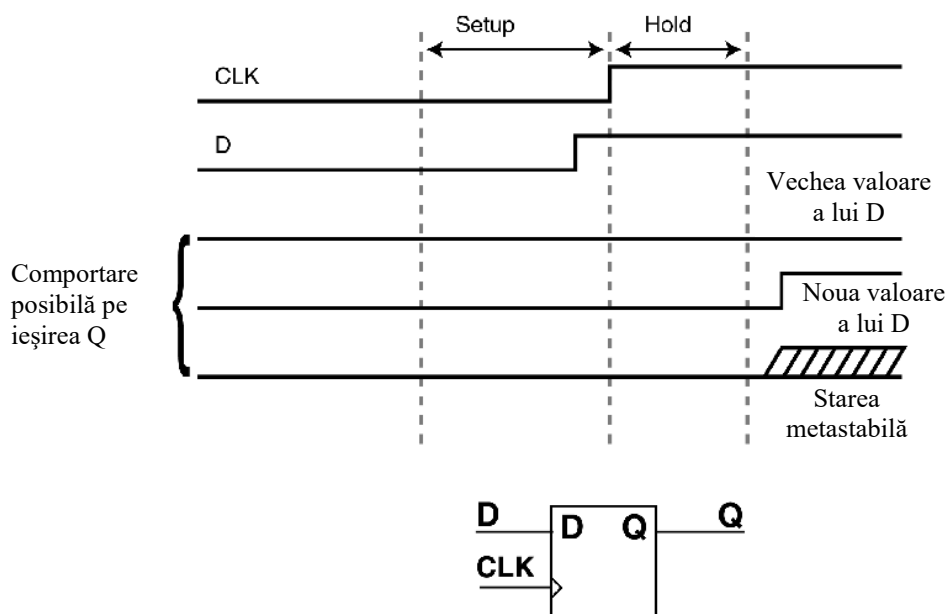 Setup
Hold
CLK
D
Vechea valoare
a lui D
Comportare
posibilă pe
ieşirea Q
Noua valoare
a lui D
Starea
metastabilă
D
D
Q
Q
CLK